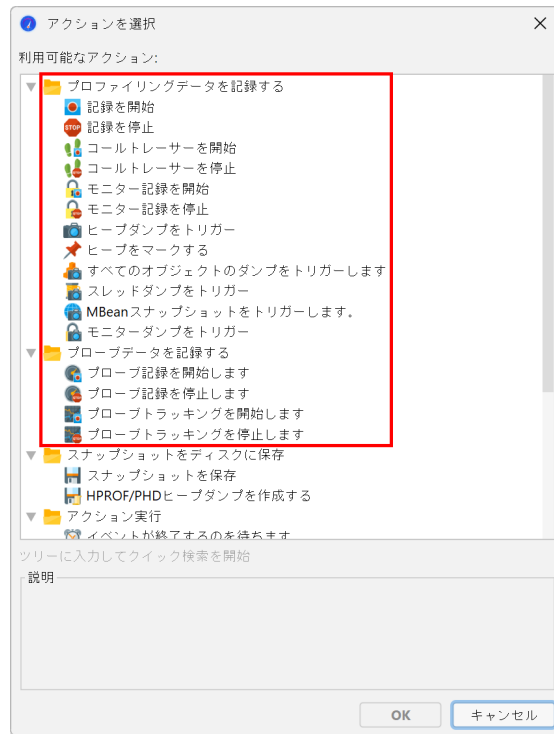 アクションを選択
利用可能なアクション:
プロファイリングデータを記録する
記録を開始
STOP 記録を停止
コールトレーサーを開始
コールトレーサーを停止
モニター記録を開始
モニター記録を停止
ヒープダンプをトリガー
ヒープをマークする
すべてのオブジェクトのダンプをトリガーします
スレッドダンプをトリガー
MBeanスナップショットをトリガーします。
モニターダンプをトリガー
プローブデータを記録する
プローブ記録を開始します
プローブ記録を停止します
プローブトラッキングを開始します
プローブトラッキングを停止します
スナップショットをディスクに保存
スナップショットを保存
HPROF/PHDヒープダンプを作成する
アクション実行
イベントが終了するのを待ちます
ツリーに入力してクイック検索を開始
説明
OK キャンセル